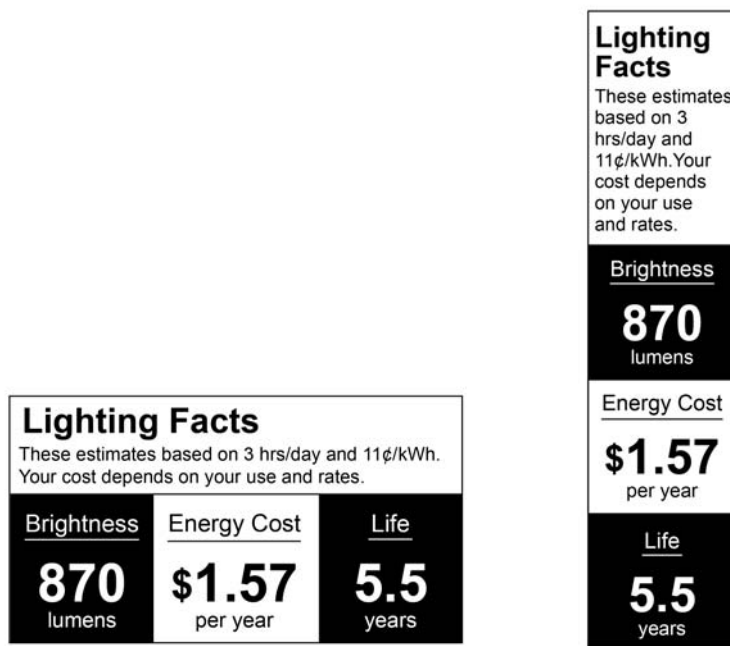 Lighting Facts
These estimates based on 3 hrs/day and 11¢/kWh.
Your cost depends on your use and rates.
Brightness
870
lumens
Energy Cost
$1.57
per year
Life
5.5
years
Lighting
Facts
These estimates
based on 3
hrs/day and
11¢/kWh.Your
cost depends
on your use
and rates.
Brightness
870
lumens
Energy Cost
$1.57
per year
Life
5.5
years